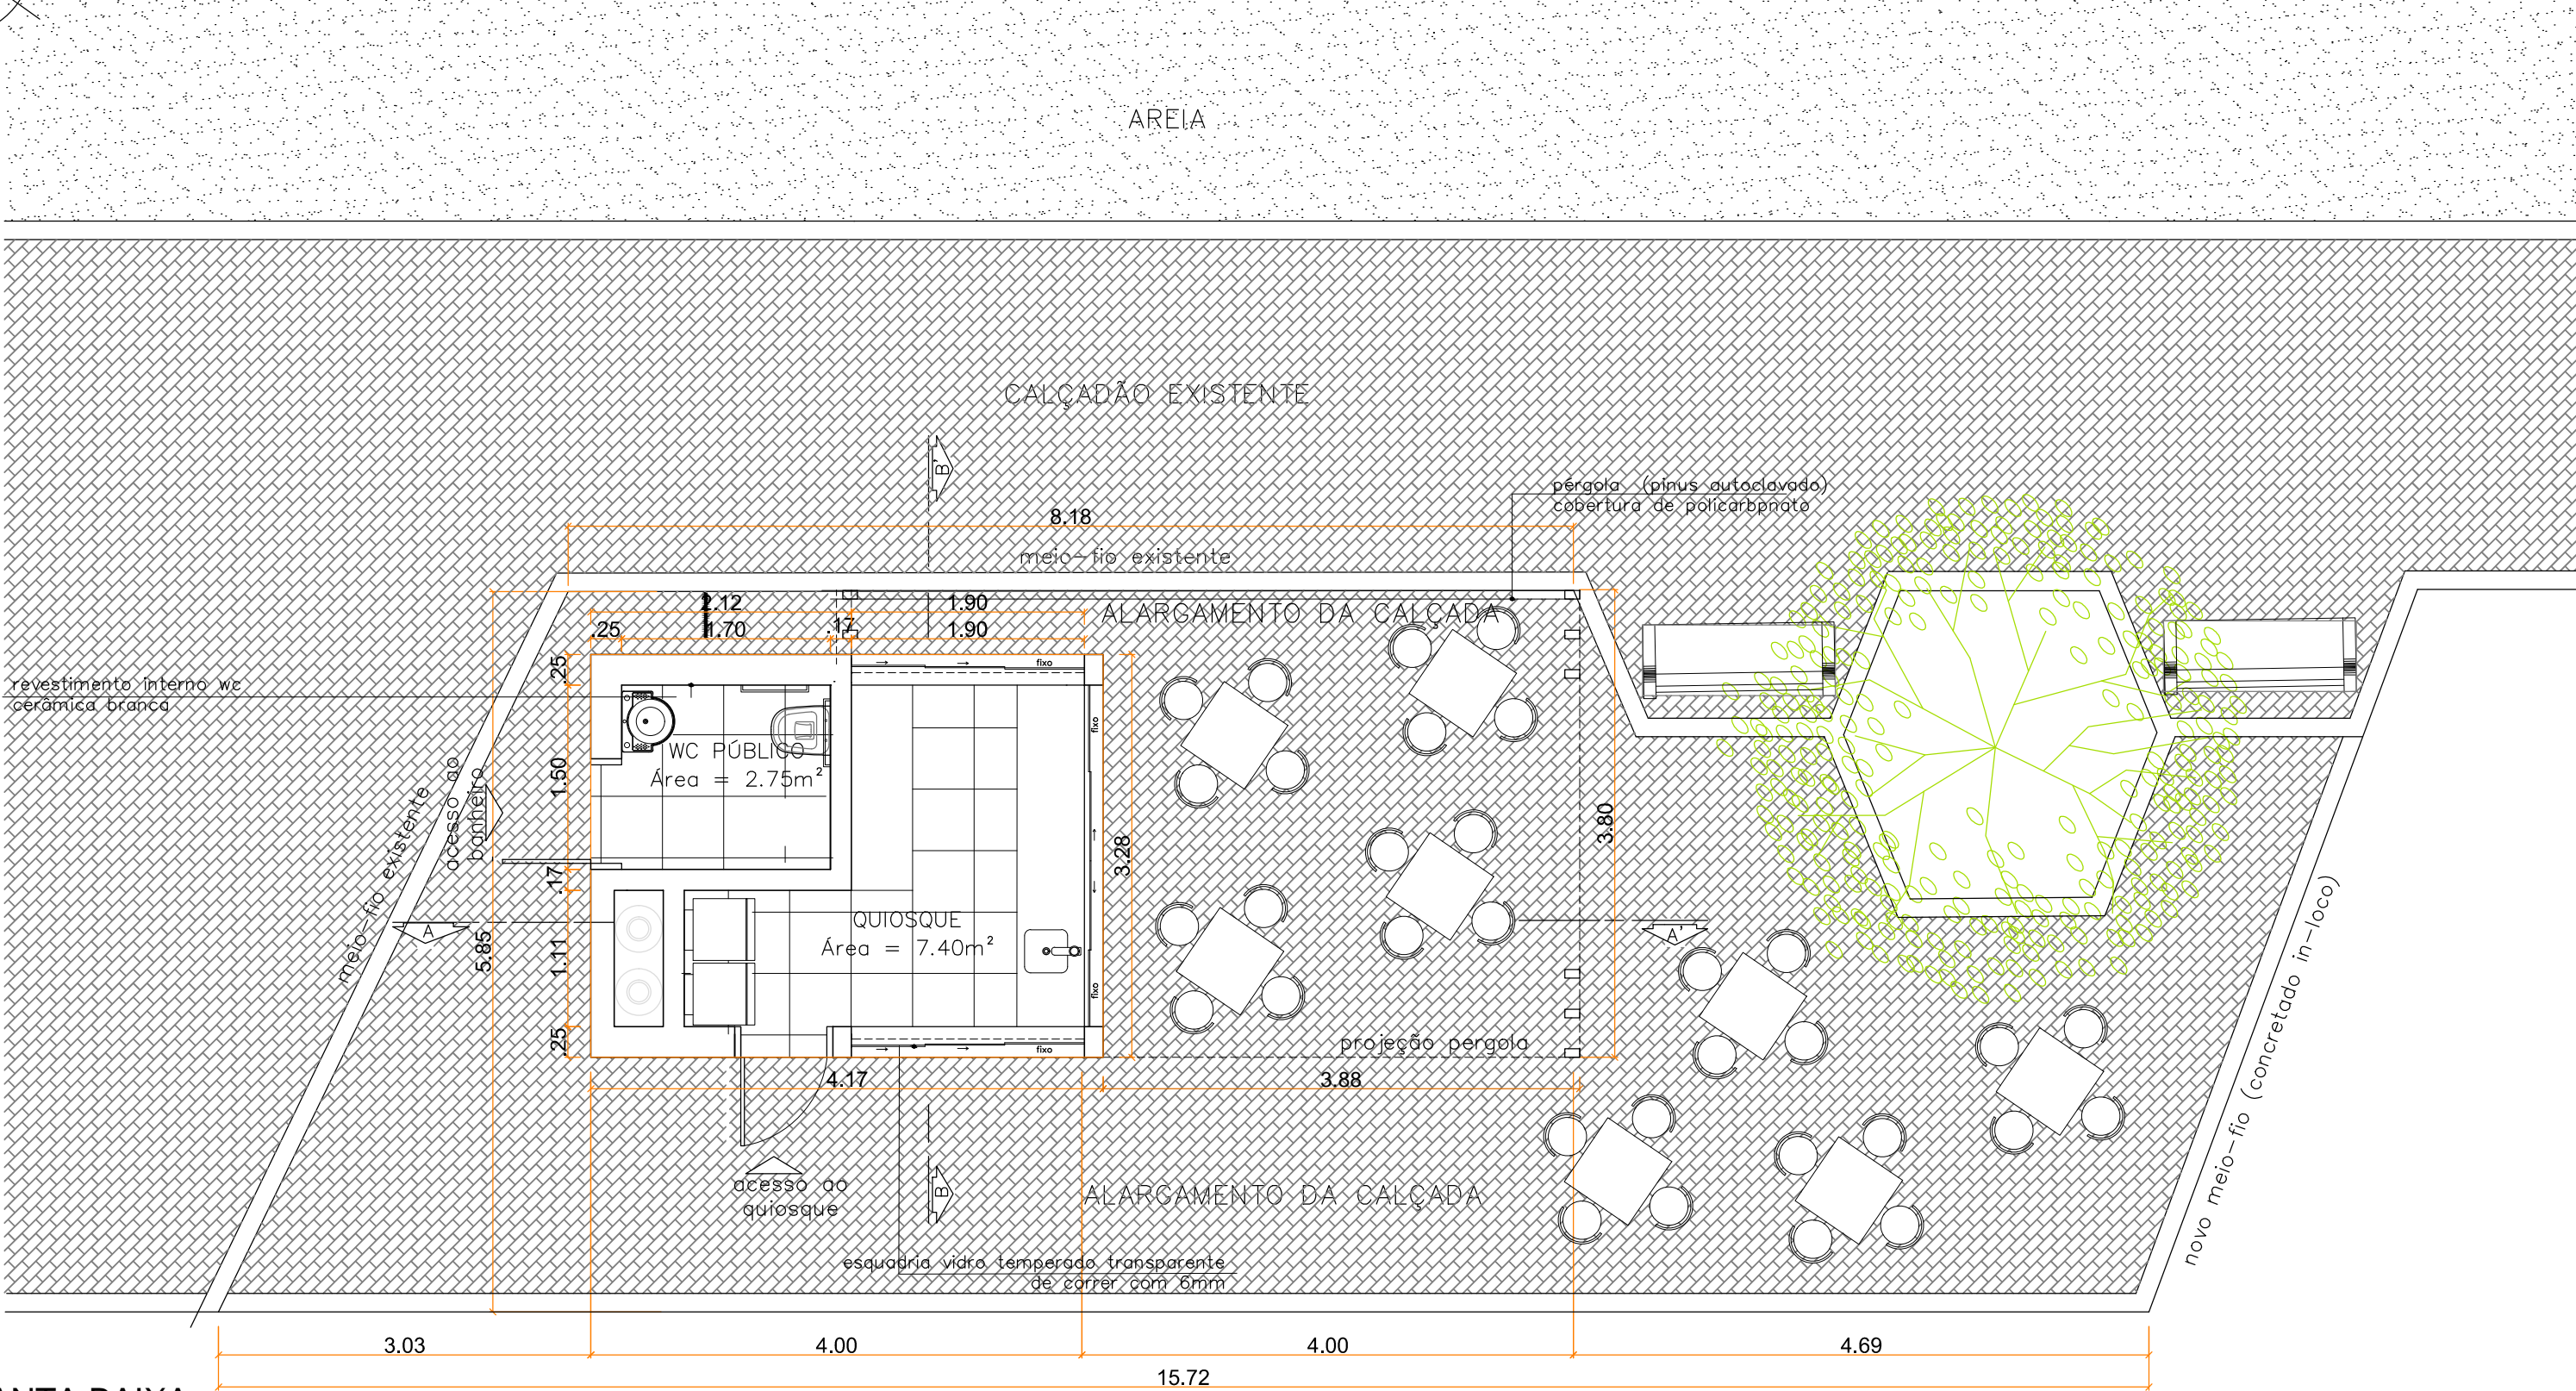 AREIA
CALÇADÃO EXISTENTE
B'
pérgola (pinus autoclavado)
cobertura de policarbpnato
8.18
meio-fio existente
2.12
1.90
ALARGAMENTO DA CALÇADA
.25
1.70
.17
1.90
fixo
.25
revestimento interno wc
cerâmica branca
fixo
WC PÚBLICO
Área = 2.75m²
1.50
acesso ao
banheiro
meio-fio existente
3.80
3.28
.17
QUIOSQUE
Área = 7.40m²
A
A'
5.85
1.11
fixo
.25
fixo
projeção pergola
4.17
3.88
novo meio-fio (concretado in-loco)
acesso ao
quiosque
B
ALARGAMENTO DA CALÇADA
esquadria vidro temperado transparente
de correr com 6mm
3.03
4.00
4.00
4.69
15.72